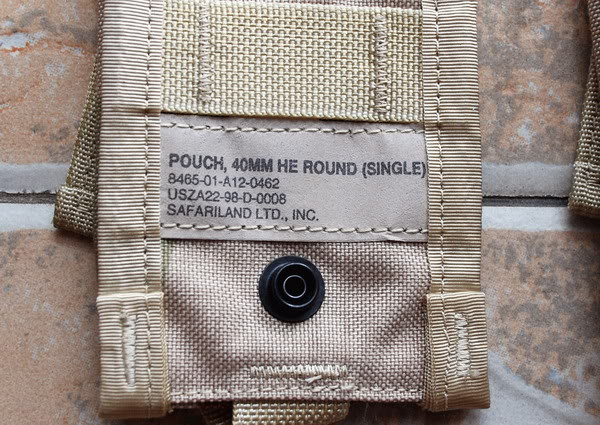 POUCH, 40MM HE ROUND (SINGLE)
8465-01-A12-0462
USZA22-98-D-0008
SAFARILAND LTD., INC.